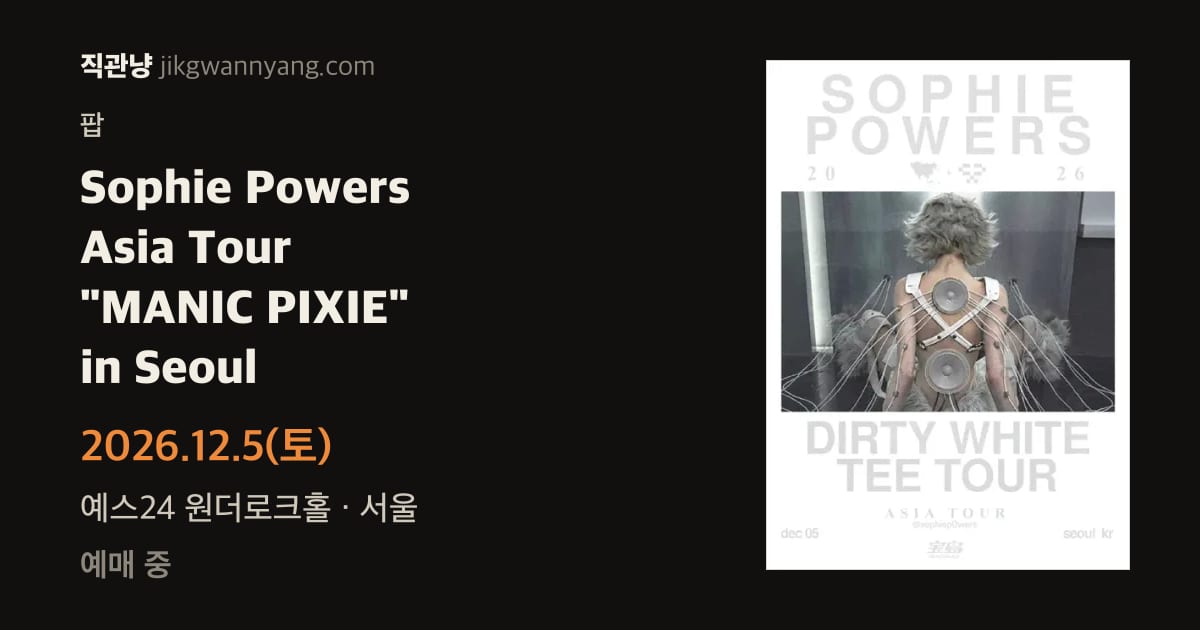 직관냥 jikgwannyang.com
팝
Sophie Powers
Asia Tour
"MANIC PIXIE"
in Seoul
2026.12.5(토)
예스24 원더로크홀 · 서울
예매 중
SOPHIE
POWERS
20 26
DIRTY WHITE
TEE TOUR
ASIA TOUR
dec 05 seoul kr